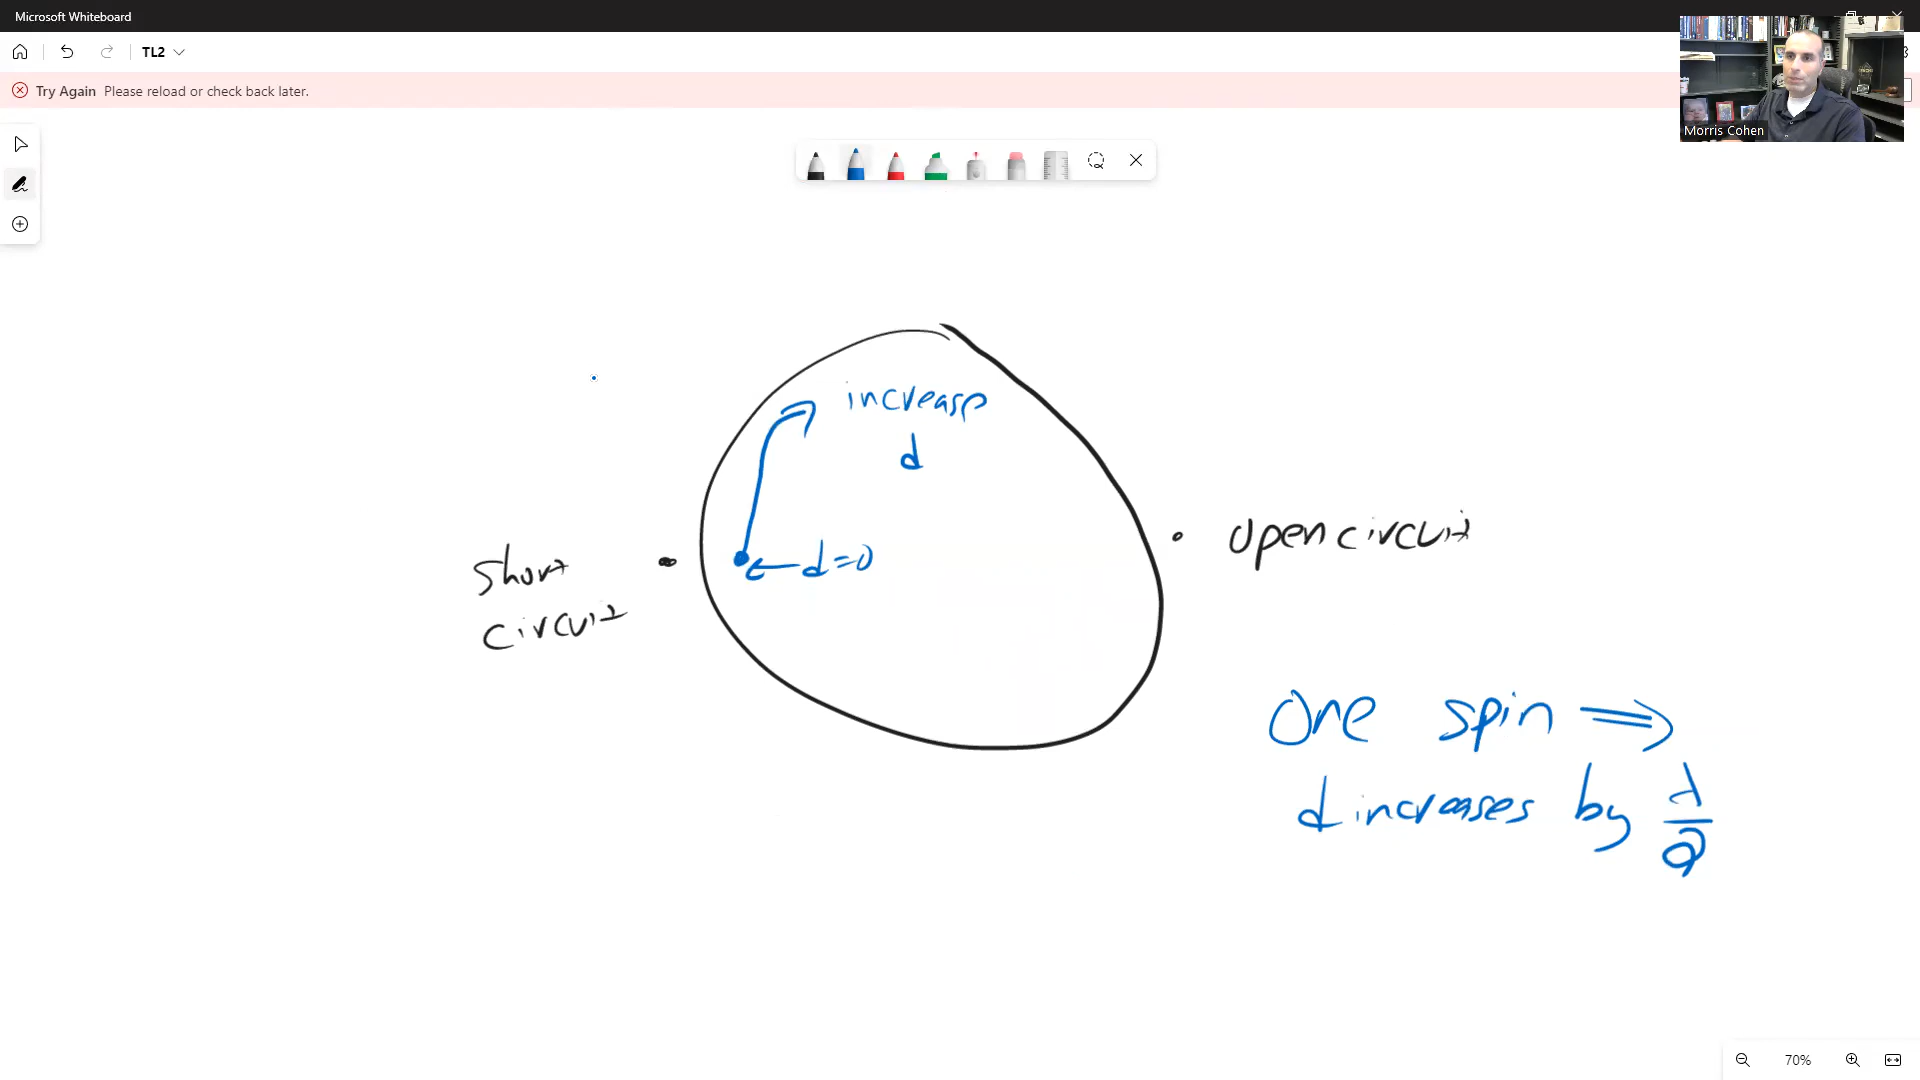 Microsoft Whiteboard
TL2
Try Again Please reload or check back later.
Morris Cohen
increase
d
d=0
short
circuit
open circuit
One spin ⇒
d increases by λ/2
70%